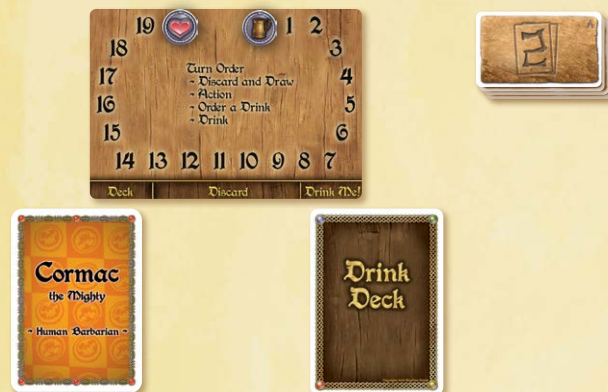 19 1 2
18 3
17 4
16 5
15 6
14 13 12 11 10 9 8 7
Turn Order
~ Discard and Draw
~ Action
~ Order a Drink
~ Drink
Deck Discard Drink Me!
Cormac
the Mighty
~ Human Barbarian ~
Drink
Deck